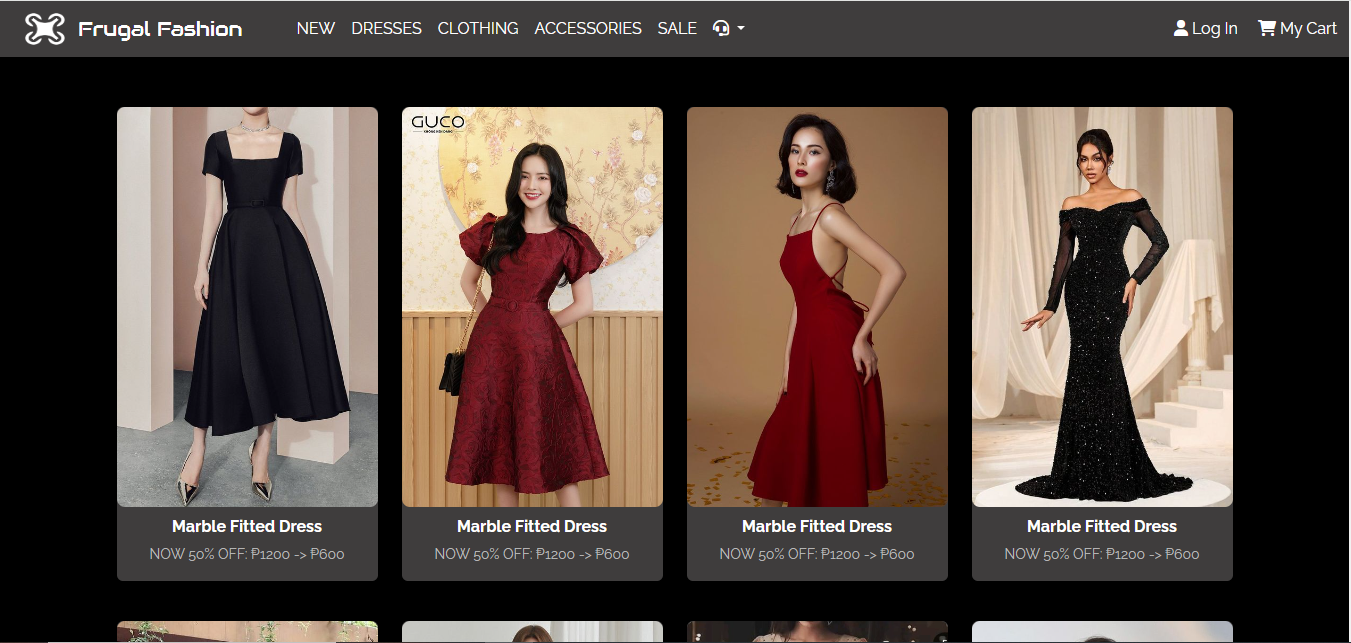 Frugal Fashion
NEW DRESSES CLOTHING ACCESSORIES SALE
Log In My Cart
GUCO
Marble Fitted Dress
NOW 50% OFF: ₱1200 -> ₱600
Marble Fitted Dress
NOW 50% OFF: ₱1200 -> ₱600
Marble Fitted Dress
NOW 50% OFF: ₱1200 -> ₱600
Marble Fitted Dress
NOW 50% OFF: ₱1200 -> ₱600